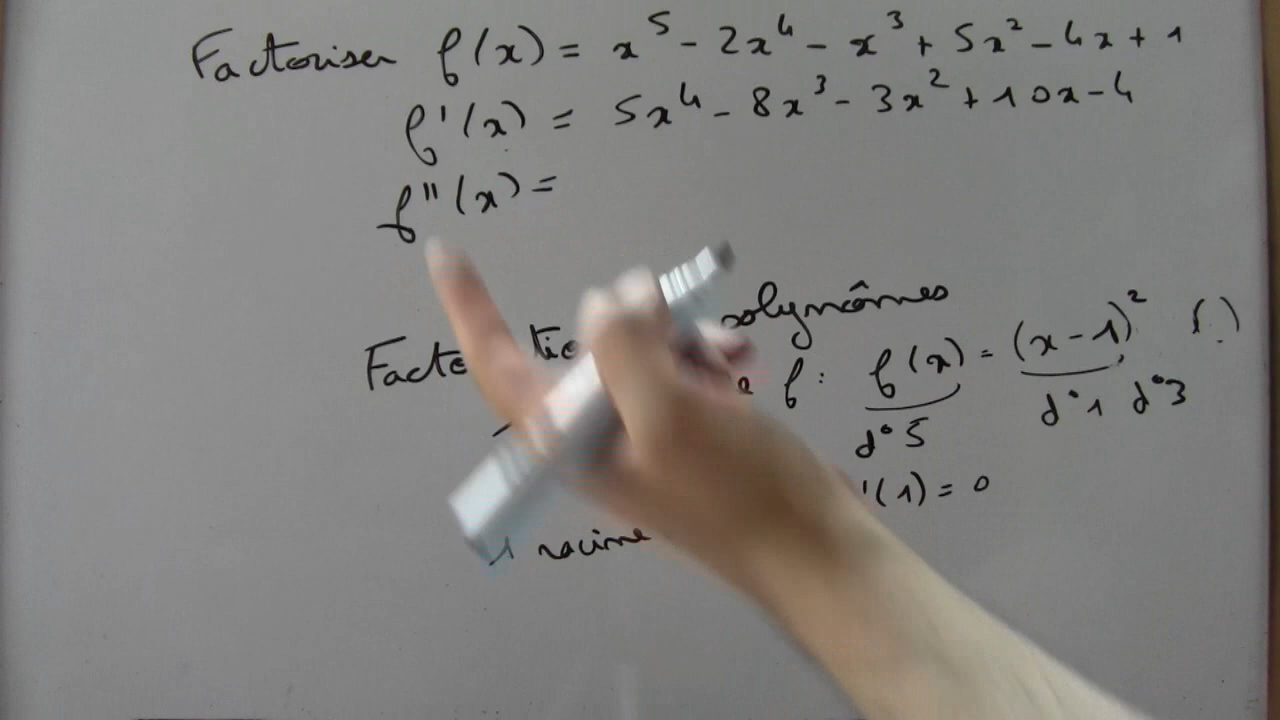 Factoriser f(x) = x⁵ - 2x⁴ - x³ + 5x² - 4x + 1
f'(x) = 5x⁴ - 8x³ - 3x² + 10x - 4
f''(x) =
f: f(x) = (x-1)² (.)
d°5 d°1 d°3
'(1) = 0
1 racine